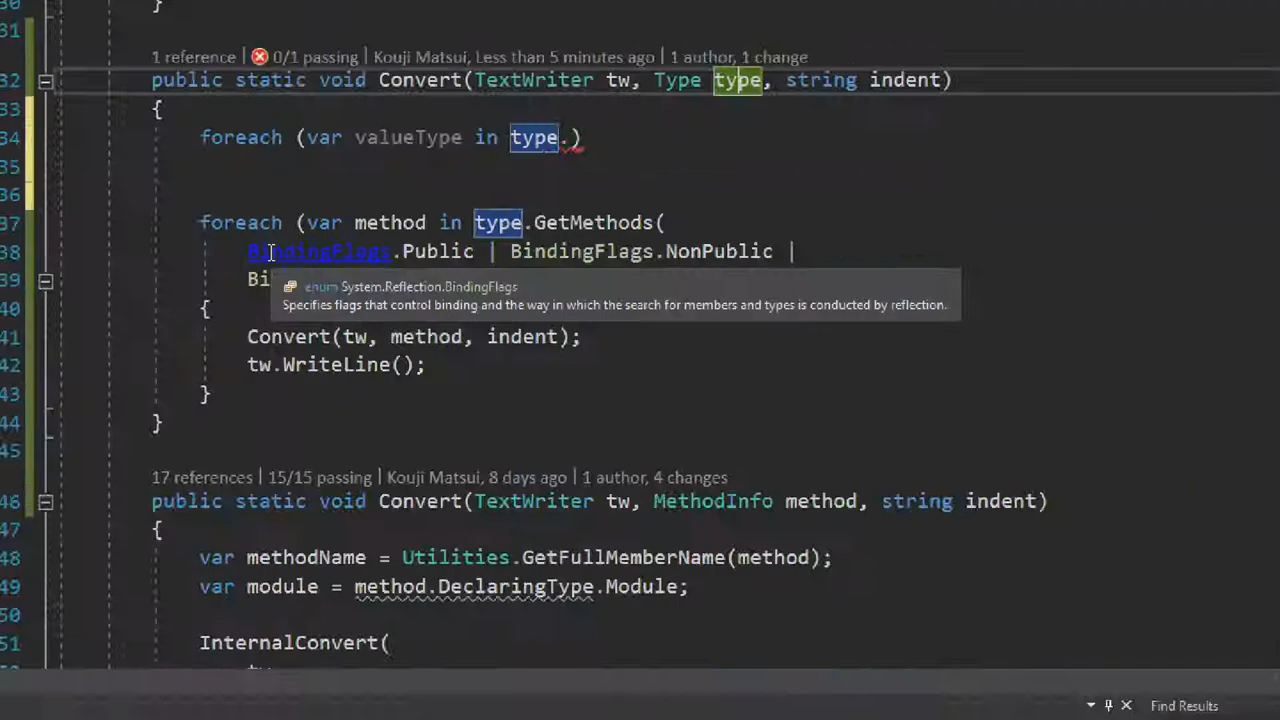 30 }
31
1 reference | 0/1 passing | Kouji Matsui, Less than 5 minutes ago | 1 author, 1 change
32 public static void Convert(TextWriter tw, Type type, string indent)
33 {
34 foreach (var valueType in type.)
35
36
37 foreach (var method in type.GetMethods(
38 BindingFlags.Public | BindingFlags.NonPublic |
39 Bi
enum System.Reflection.BindingFlags
Specifies flags that control binding and the way in which the search for members and types is conducted by reflection.
40 {
41 Convert(tw, method, indent);
42 tw.WriteLine();
43 }
44 }
45
17 references | 15/15 passing | Kouji Matsui, 8 days ago | 1 author, 4 changes
46 public static void Convert(TextWriter tw, MethodInfo method, string indent)
47 {
48 var methodName = Utilities.GetFullMemberName(method);
49 var module = method.DeclaringType.Module;
50
51 InternalConvert(
Find Results